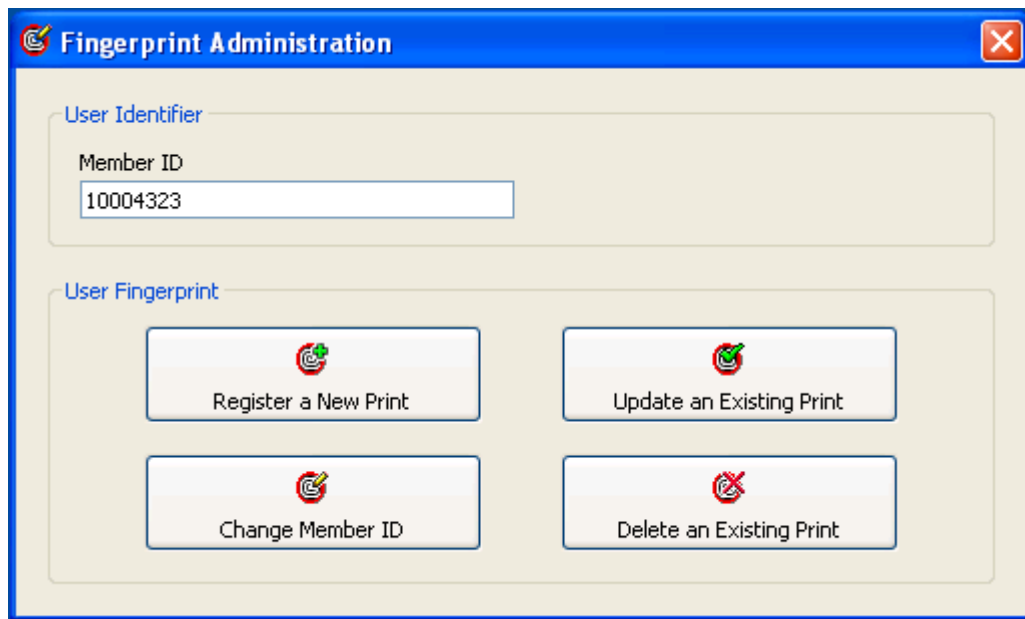 Fingerprint Administration
User Identifier
Member ID
10004323
User Fingerprint
Register a New Print
Update an Existing Print
Change Member ID
Delete an Existing Print